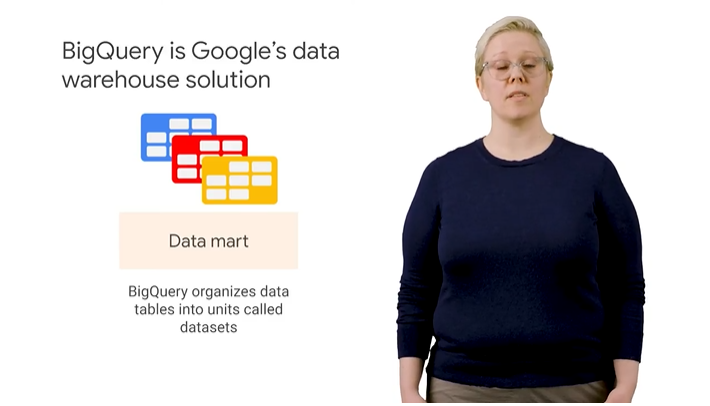 BigQuery is Google's data
warehouse solution
Data mart
BigQuery organizes data
tables into units called
datasets